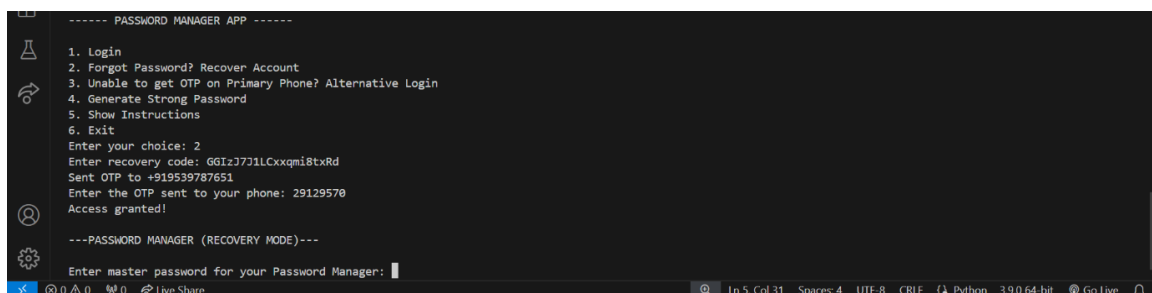 ------ PASSWORD MANAGER APP ------
1. Login
2. Forgot Password? Recover Account
3. Unable to get OTP on Primary Phone? Alternative Login
4. Generate Strong Password
5. Show Instructions
6. Exit
Enter your choice: 2
Enter recovery code: GGIzJ7J1LCxxqmi8txRd
Sent OTP to +919539787651
Enter the OTP sent to your phone: 29129570
Access granted!
---PASSWORD MANAGER (RECOVERY MODE)---
Enter master password for your Password Manager:
0 0 0 Live Share Ln 5, Col 31 Spaces: 4 UTF-8 CRLF Python 3.9.0 64-bit Go Live